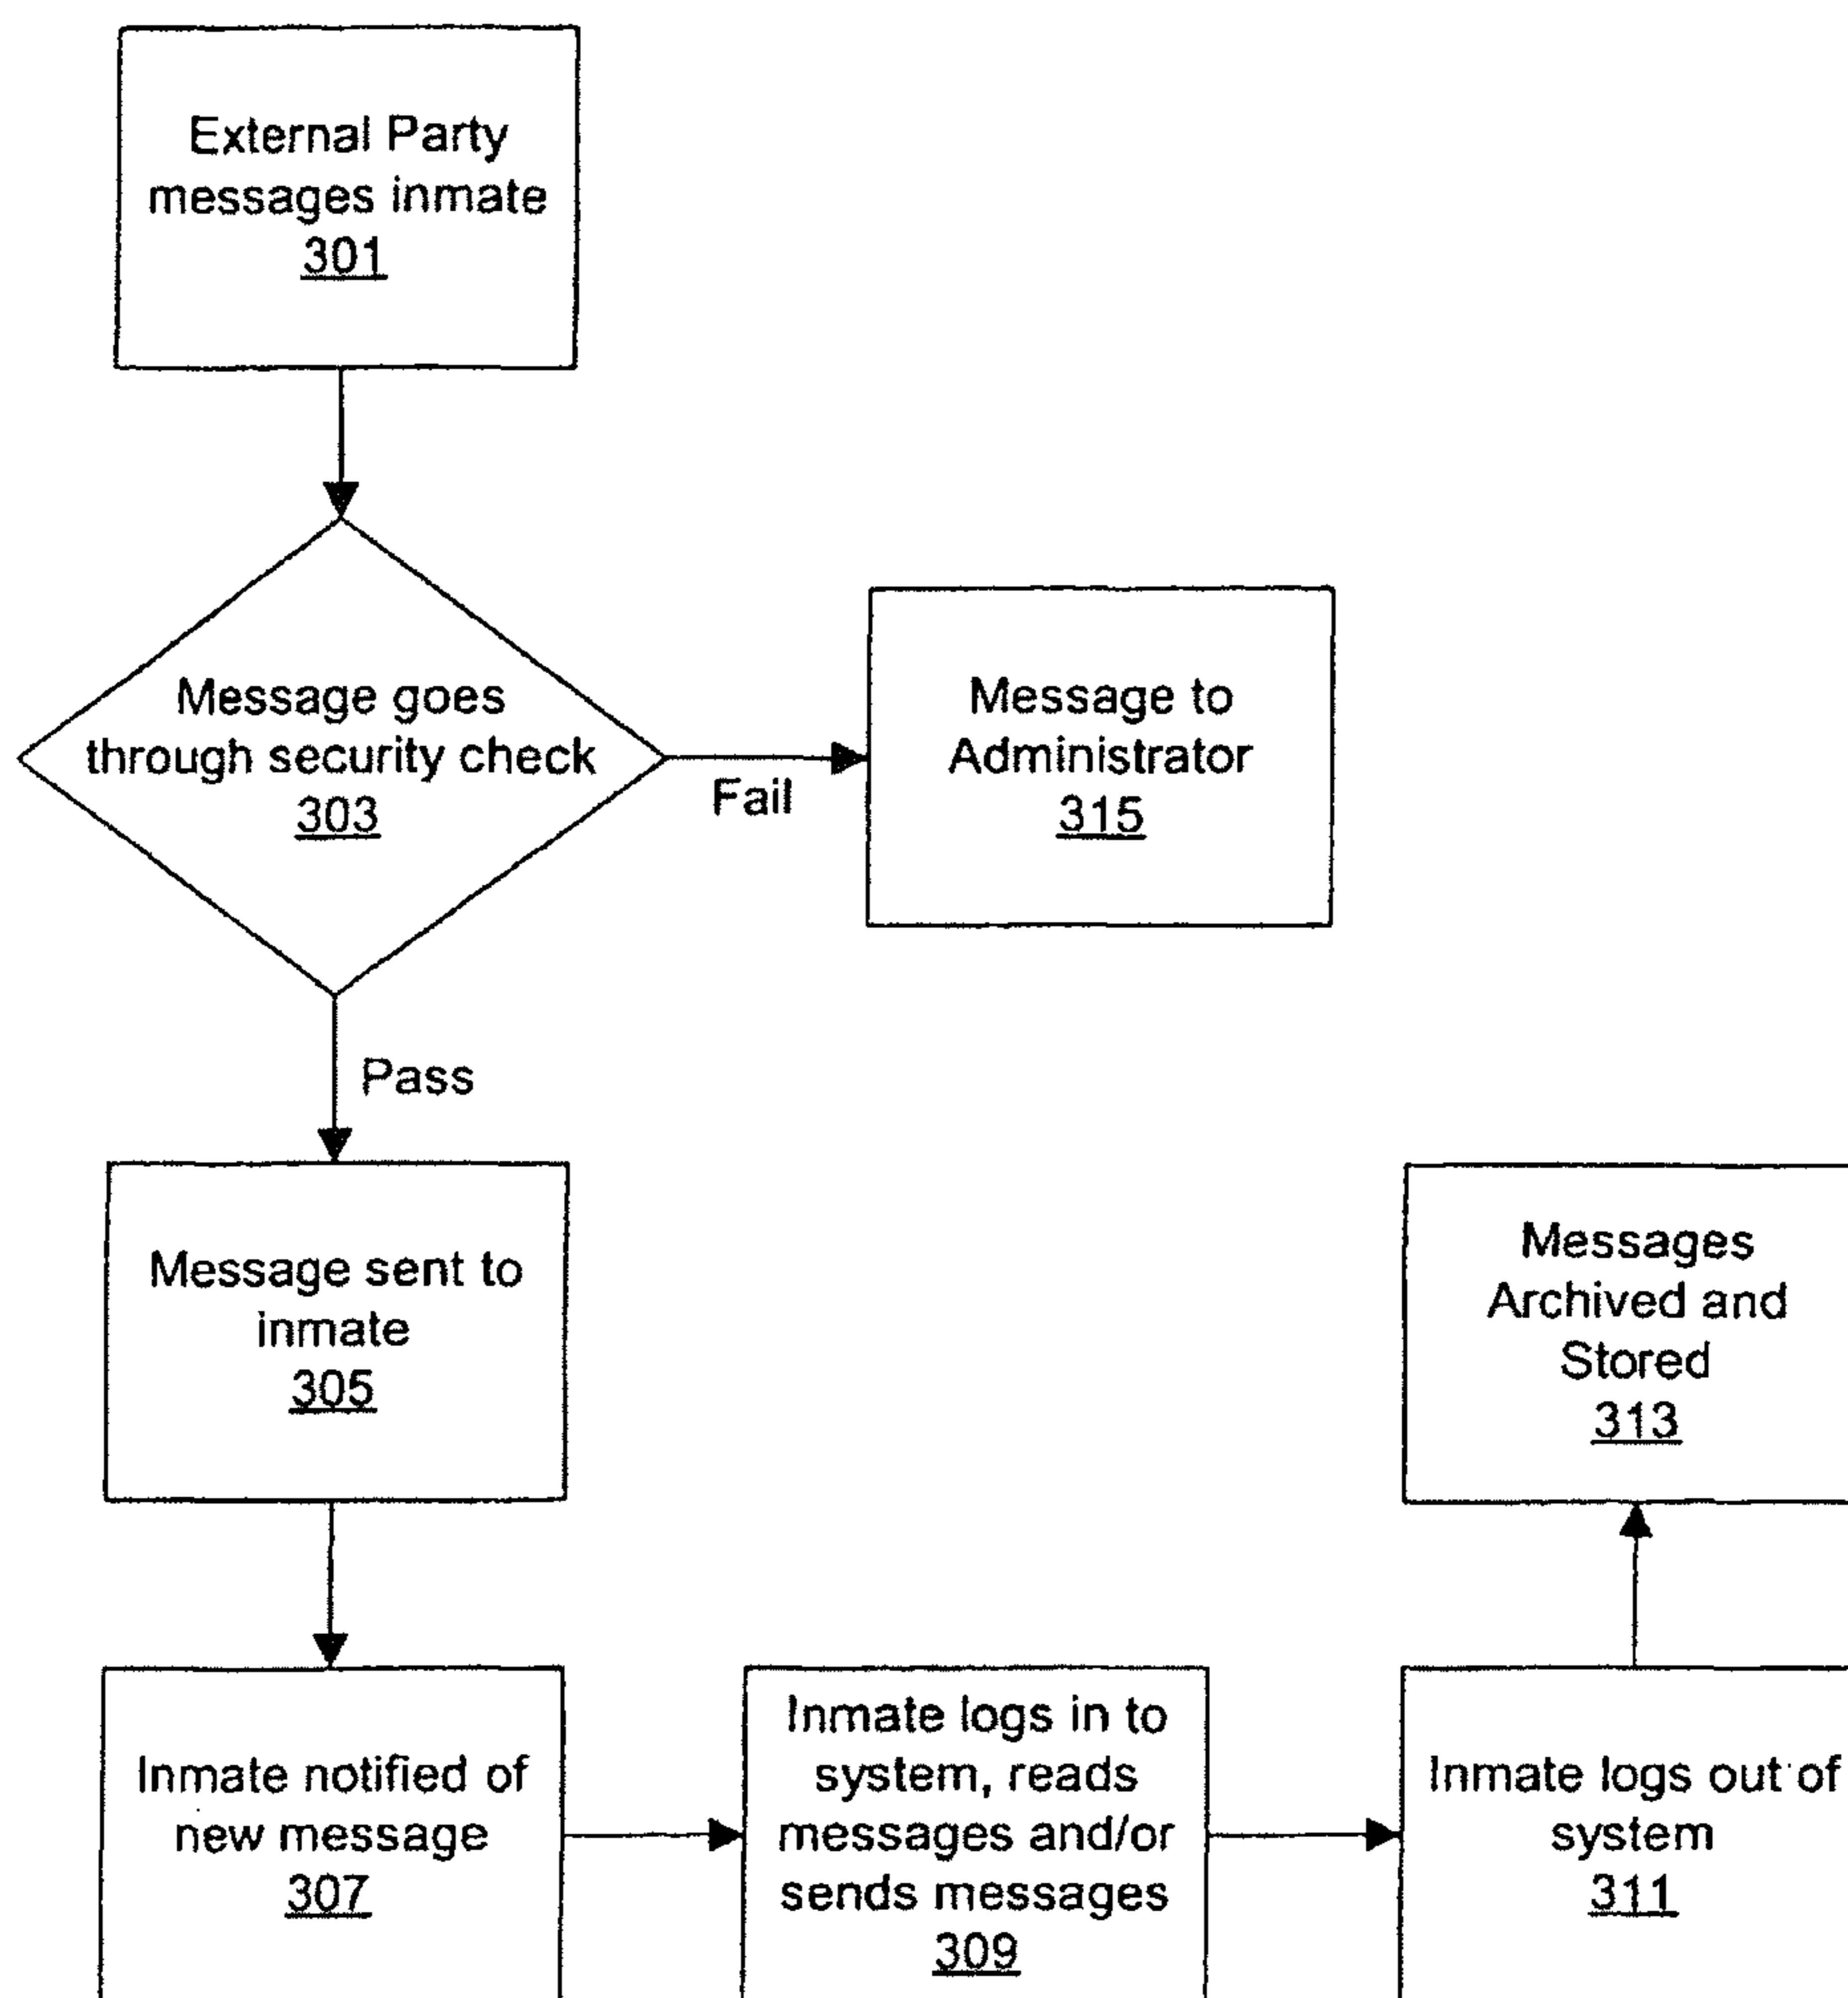 External Party
messages inmate
301
Message goes
through security check
303
Fail
Message to
Administrator
315
Pass
Message sent to
inmate
305
Inmate notified of
new message
307
Inmate logs in to
system, reads
messages and/or
sends messages
309
Inmate logs out of
system
311
Messages
Archived and
Stored
313